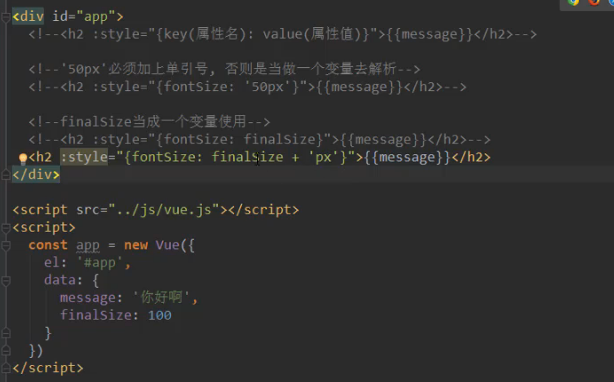 <div id="app">
<!--<h2 :style="{key(属性名): value(属性值)}">{{message}}</h2>-->
<!--'50px'必须加上单引号, 否则是当做一个变量去解析-->
<!--<h2 :style="{fontSize: '50px'}">{{message}}</h2>-->
<!--finalSize当成一个变量使用-->
<!--<h2 :style="{fontSize: finalSize}">{{message}}</h2>-->
<h2 :style="{fontSize: finalSize + 'px'}">{{message}}</h2>
</div>
<script src="../js/vue.js"></script>
<script>
const app = new Vue({
el: '#app',
data: {
message: '你好啊',
finalSize: 100
}
})
</script>